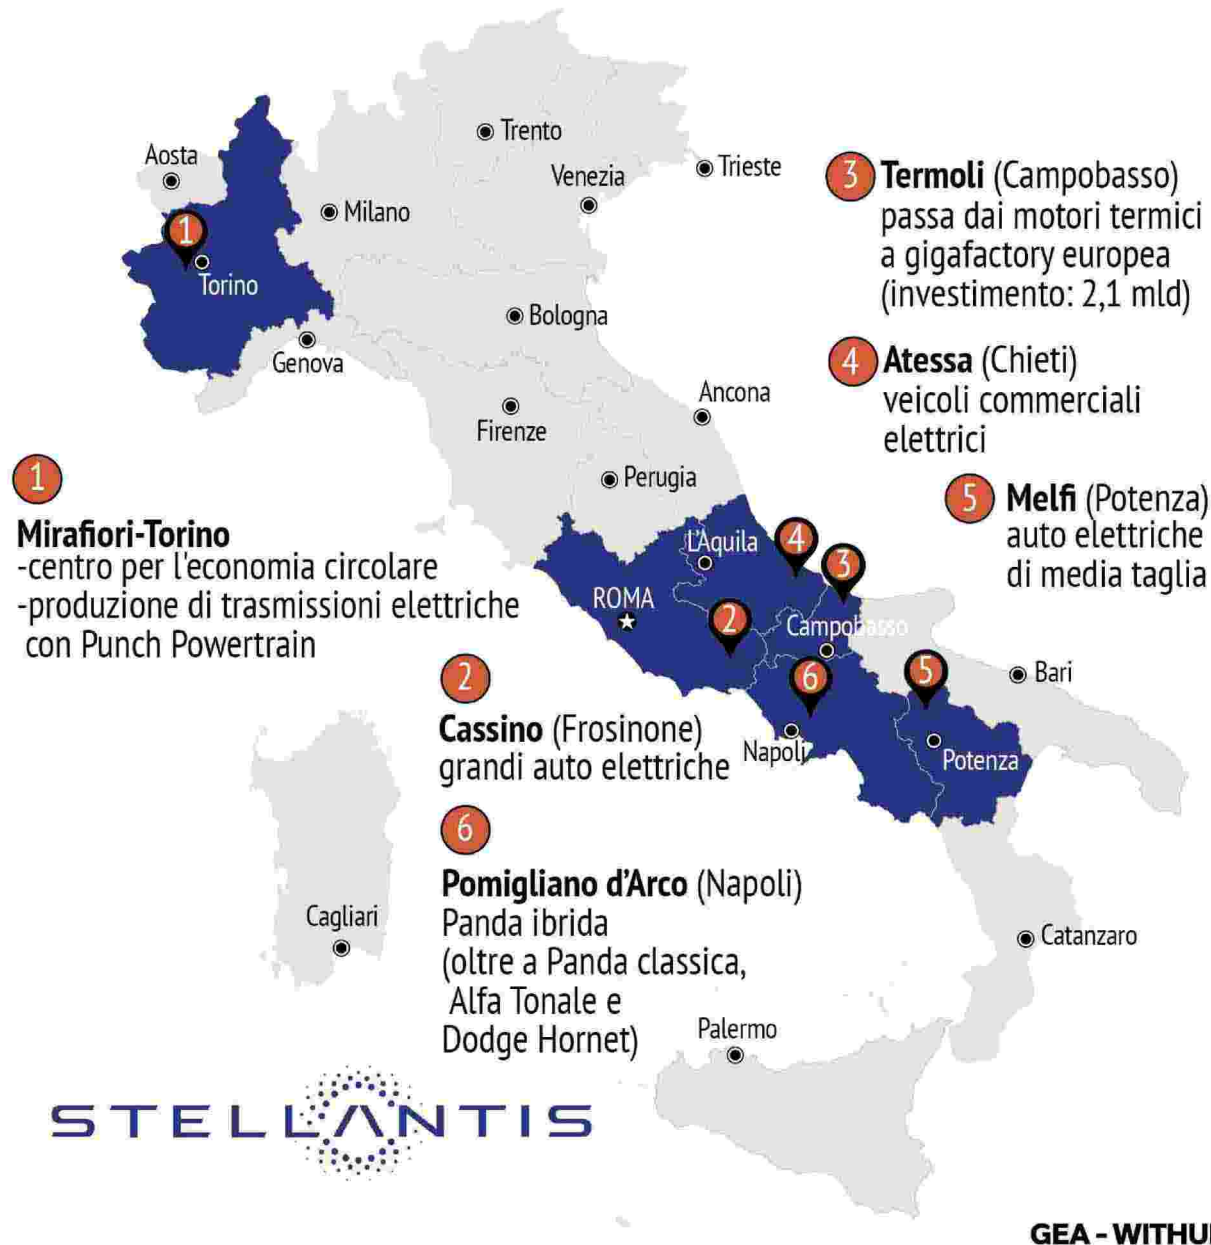 Trento
Aosta
Trieste
Venezia
Milano
1
Torino
Bologna
Genova
Ancona
Firenze
Perugia
3
Termoli (Campobasso)
passa dai motori termici
a gigafactory europea
(investimento: 2,1 mld)
4
Atessa (Chieti)
veicoli commerciali
elettrici
5
Melfi (Potenza)
auto elettriche
di media taglia
1
Mirafiori-Torino
-centro per l'economia circolare
-produzione di trasmissioni elettriche
con Punch Powertrain
L'Aquila
4
3
ROMA
2
Campobasso
6
5
Bari
Napoli
Potenza
2
Cassino (Frosinone)
grandi auto elettriche
6
Pomigliano d'Arco (Napoli)
Panda ibrida
(oltre a Panda classica,
Alfa Tonale e
Dodge Hornet)
Cagliari
Catanzaro
Palermo
STELLANTIS
GEA - WITHU